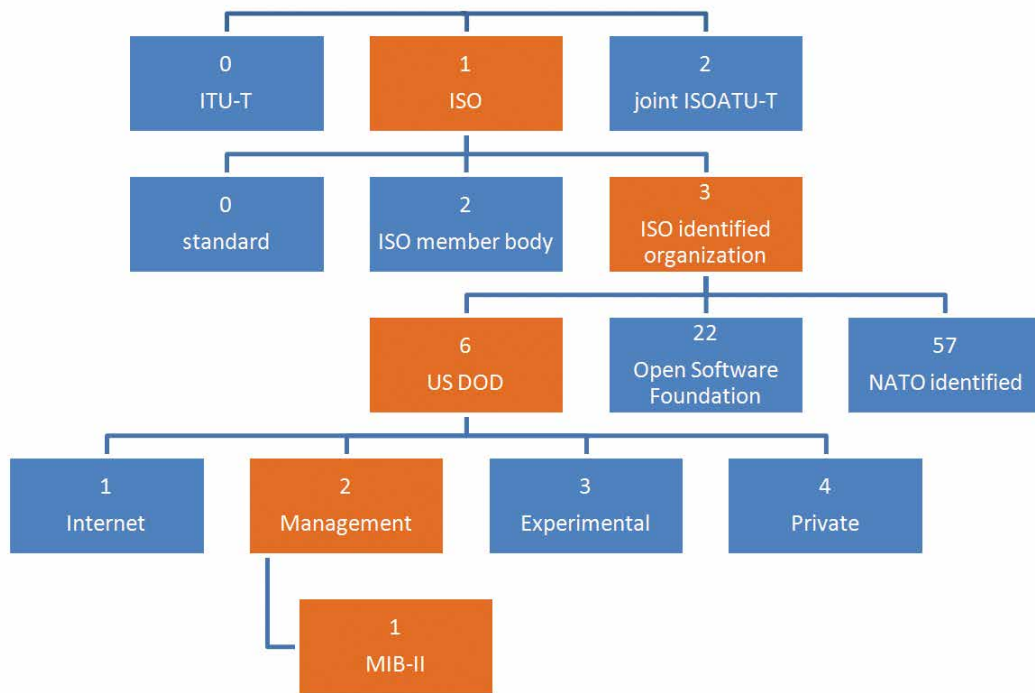 0
ITU-T
1
ISO
2
joint ISOATU-T
0
standard
2
ISO member body
3
ISO identified
organization
6
US DOD
22
Open Software
Foundation
57
NATO identified
1
Internet
2
Management
3
Experimental
4
Private
1
MIB-II